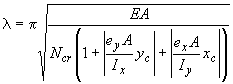 λ = π √( EA / ( N_cr ( 1 + | (e_y A / I_x) y_c | + | (e_x A / I_y) x_c | ) ) )